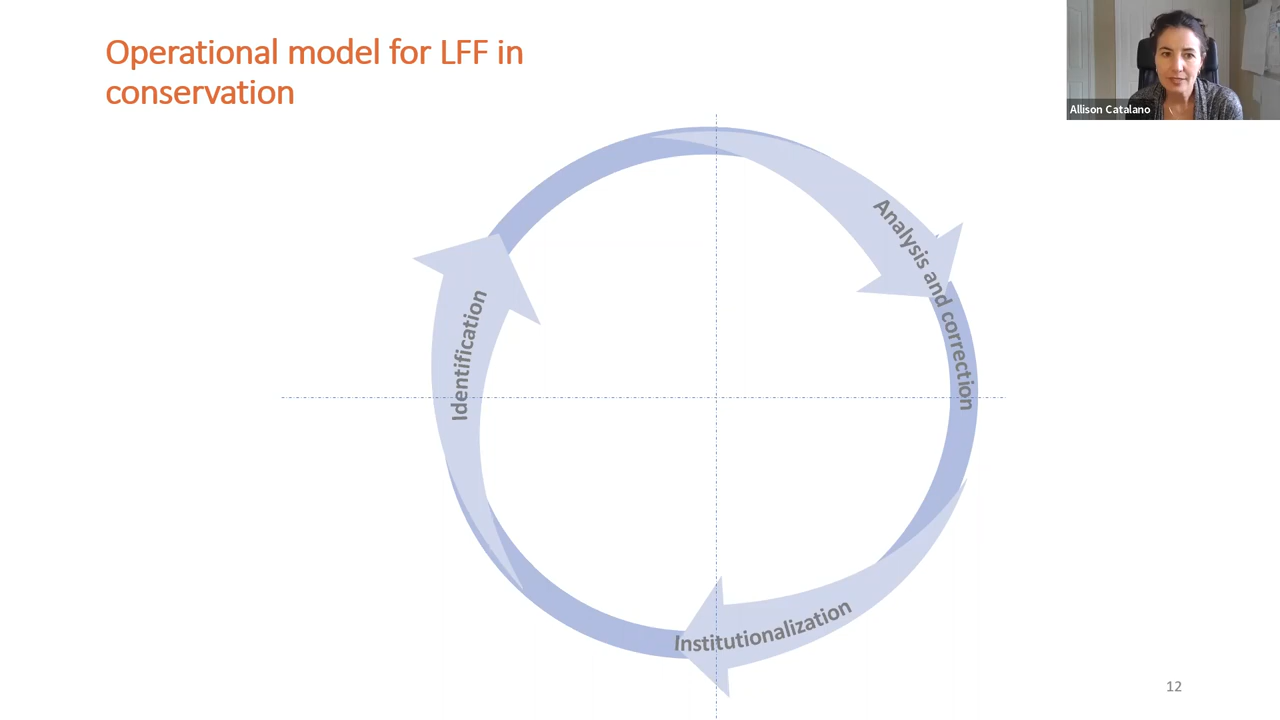 Operational model for LFF in
conservation
Allison Catalano
Analysis and correction
Identification
Institutionalization
12